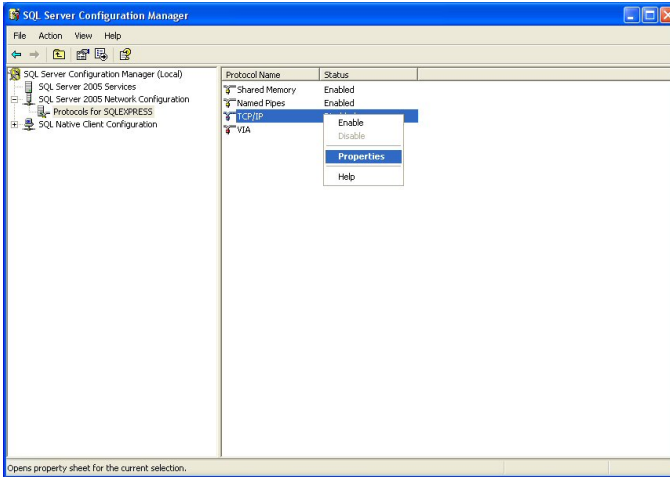 SQL Server Configuration Manager
File Action View Help
SQL Server Configuration Manager (Local)
SQL Server 2005 Services
SQL Server 2005 Network Configuration
Protocols for SQLEXPRESS
SQL Native Client Configuration
Protocol Name Status
Shared Memory Enabled
Named Pipes Enabled
TCP/IP
VIA
Enable
Disable
Properties
Help
Opens property sheet for the current selection.